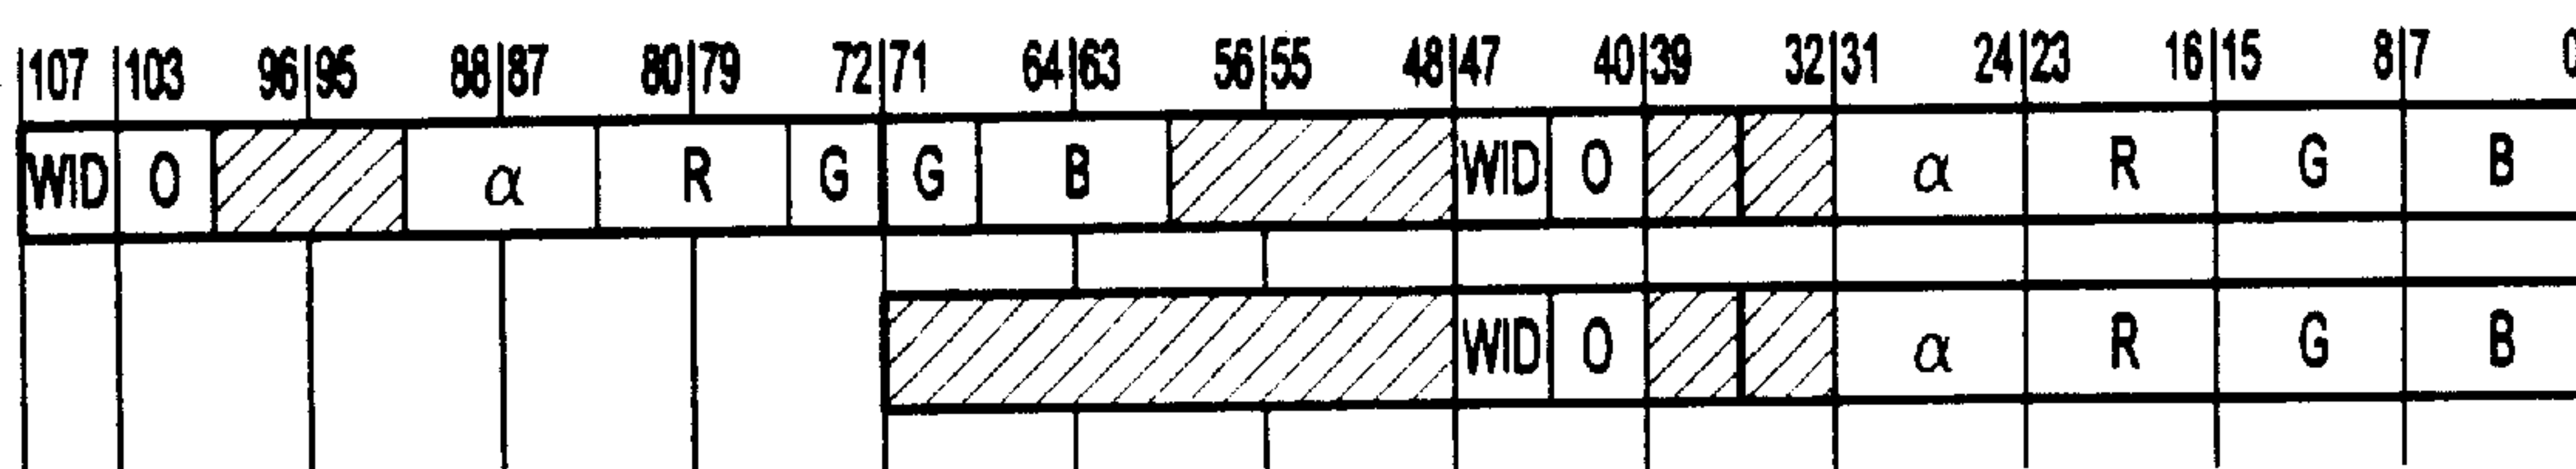 107 103 96 95 88 87 80 79 72 71 64 63 56 55 48 47 40 39 32 31 24 23 16 15 8 7 0
WID O α R G G B WID O α R G B
WID O α R G B